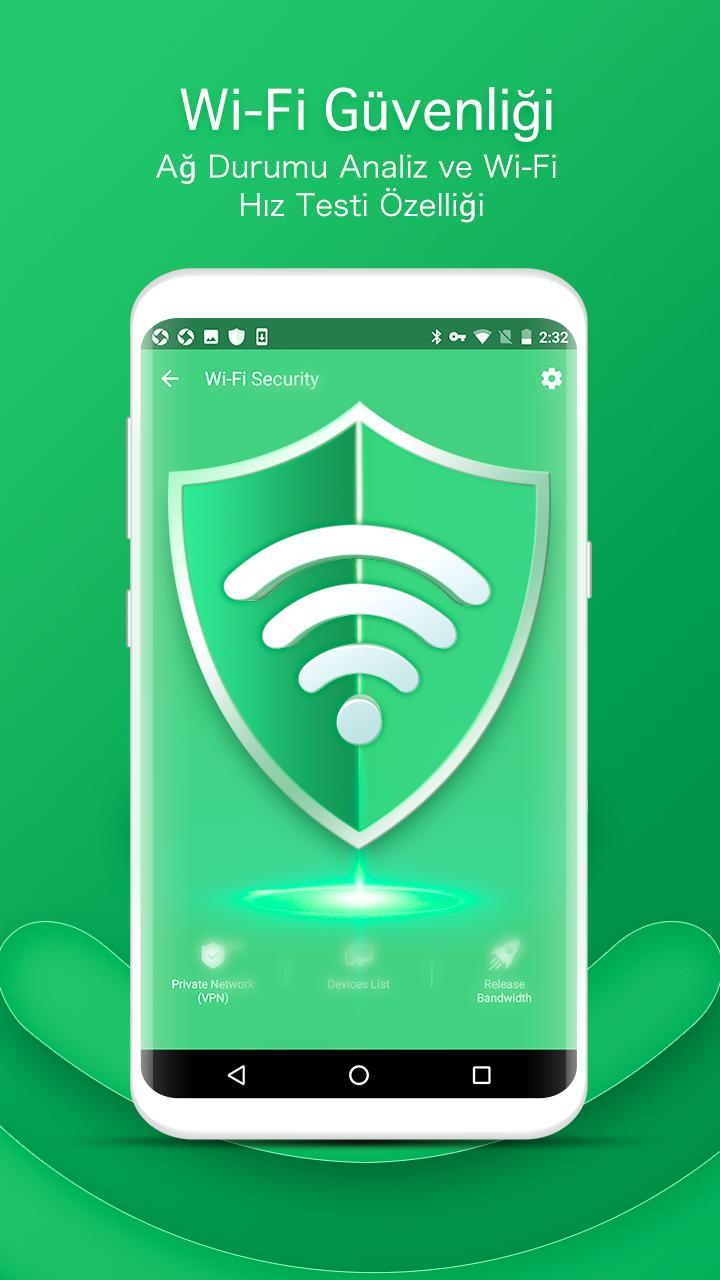 Wi-Fi Güvenliği
Ağ Durumu Analiz ve Wi-Fi
Hız Testi Özelliği
2:32
Wi-Fi Security
Private Network
(VPN)
Devices List
Release
Bandwidth